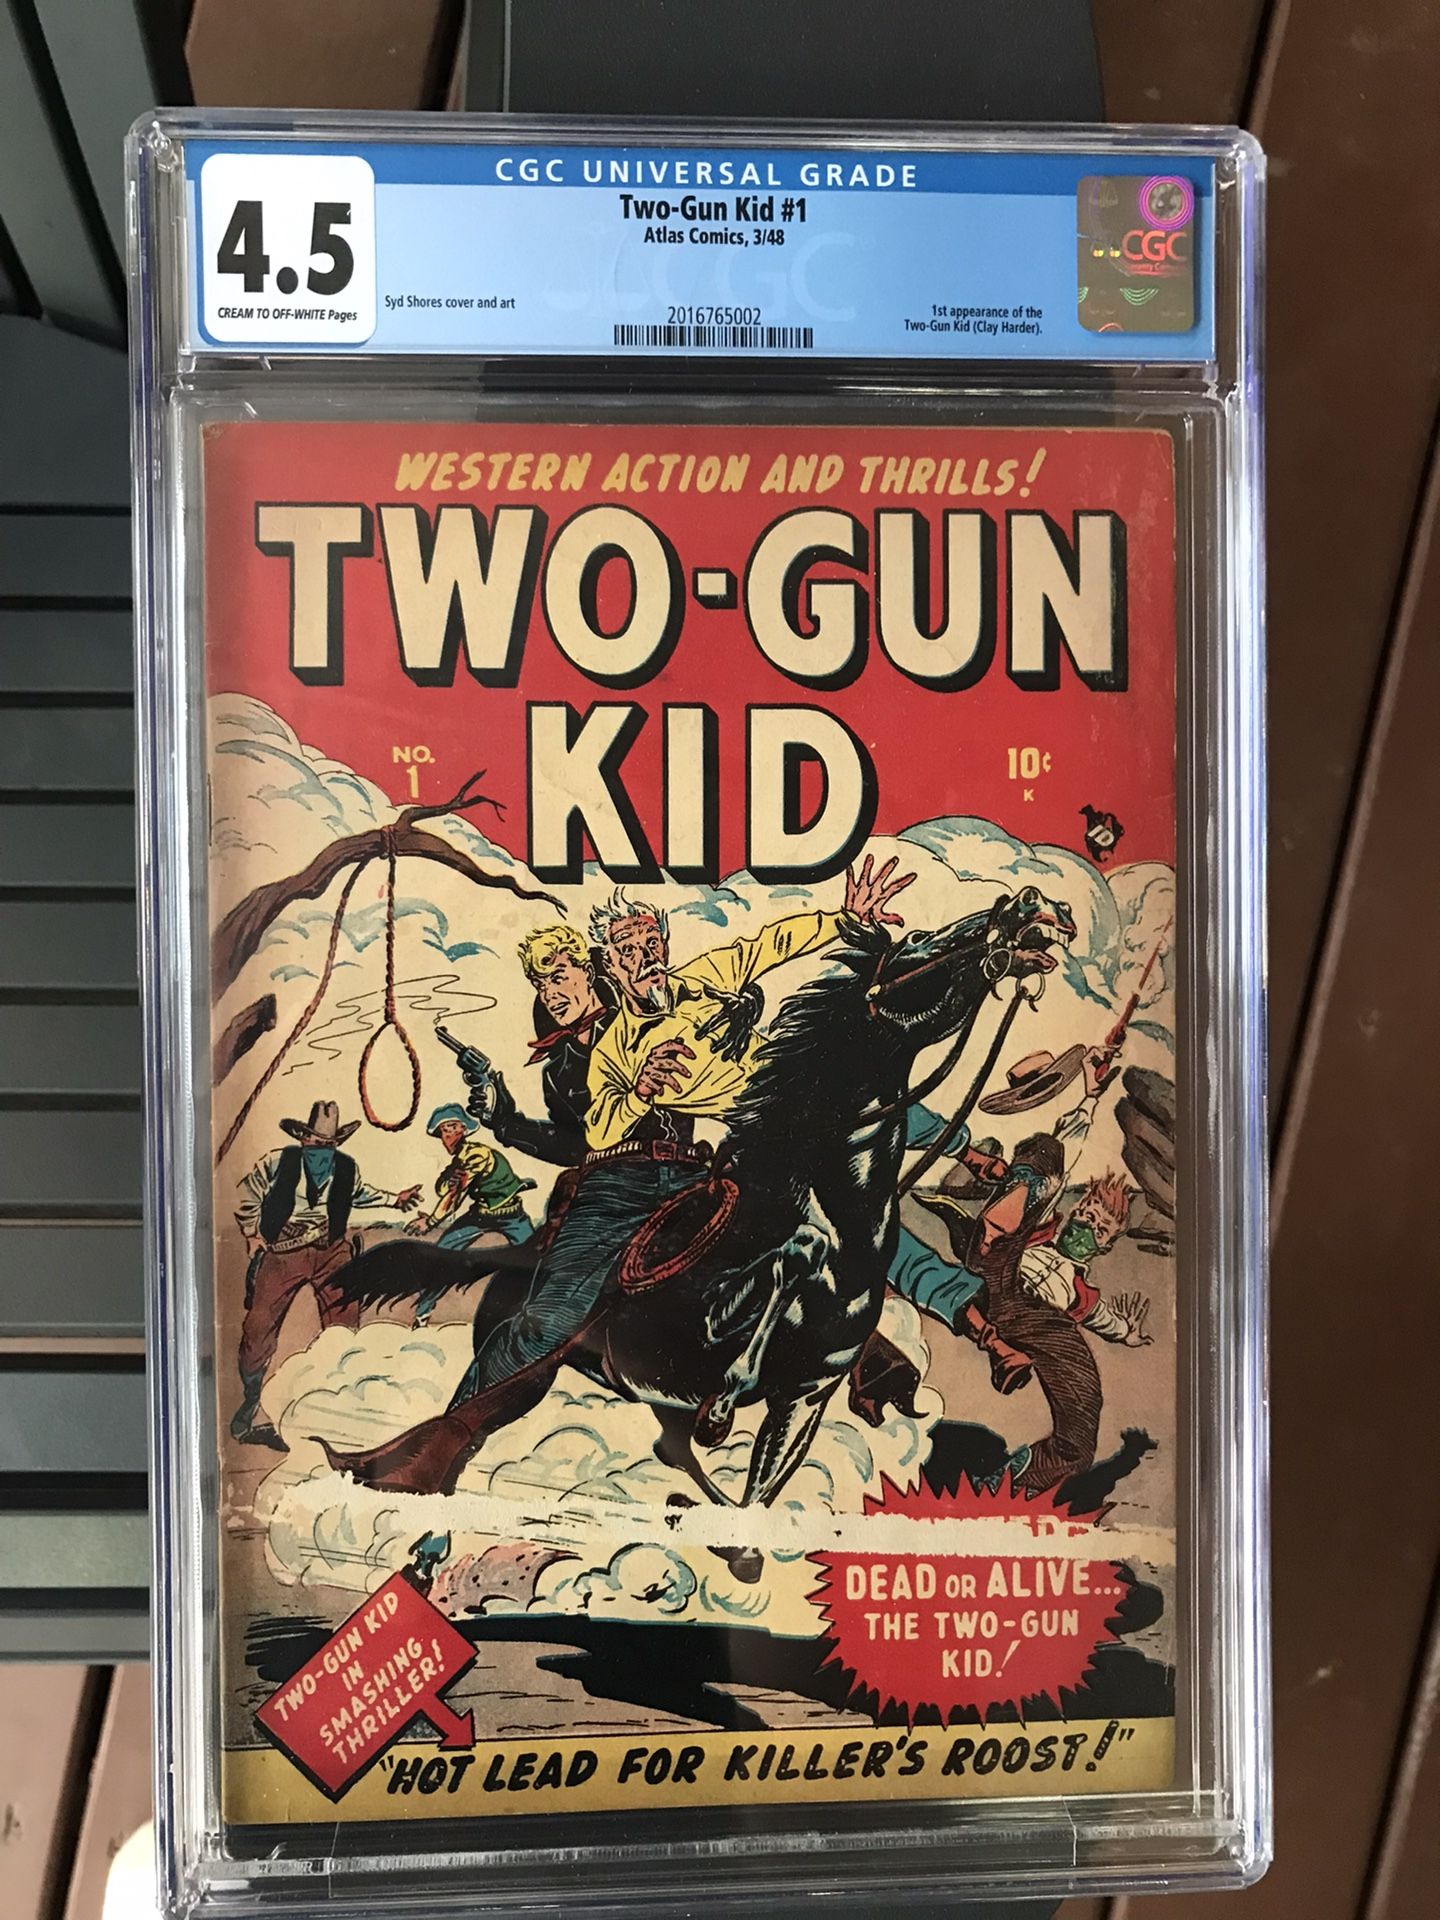 CGC UNIVERSAL GRADE
4.5
CREAM TO OFF-WHITE Pages
Two-Gun Kid #1
Atlas Comics, 3/48
Syd Shores cover and art
2016765002
1st appearance of the
Two-Gun Kid (Clay Harder).
CGC
WESTERN ACTION AND THRILLS!
TWO-GUN
KID
NO.
1
10¢
K
DEAD OR ALIVE...
THE TWO-GUN
KID!
TWO-GUN KID
IN
SMASHING
THRILLER!
"HOT LEAD FOR KILLER'S ROOST!"